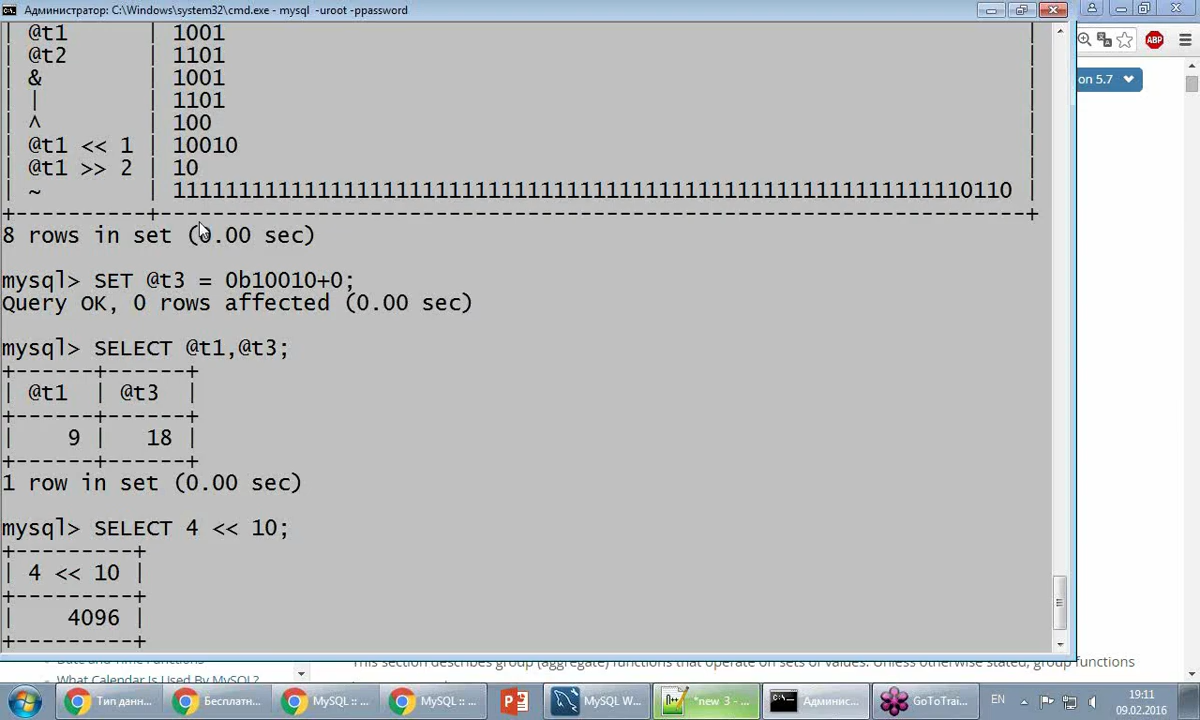 Администратор: C:\Windows\system32\cmd.exe - mysql -uroot -ppassword
| @t1 | 1001 |
| @t2 | 1101 |
| & | 1001 |
| | | 1101 |
| ^ | 100 |
| @t1 << 1 | 10010 |
| @t1 >> 2 | 10 |
| ~ | 1111111111111111111111111111111111111111111111111111111111110110 |
8 rows in set (0.00 sec)
mysql> SET @t3 = 0b10010+0;
Query OK, 0 rows affected (0.00 sec)
mysql> SELECT @t1,@t3;
+------+------+
| @t1 | @t3 |
+------+------+
| 9 | 18 |
+------+------+
1 row in set (0.00 sec)
mysql> SELECT 4 << 10;
+---------+
| 4 << 10 |
+---------+
| 4096 |
+---------+
ABP
on 5.7
What Calendar Is Used By MySQL?
This section describes group (aggregate) functions that operate on sets of values. Unless otherwise stated, group functions
Тип данн...
Бесплатн...
MySQL :: ...
MySQL :: ...
MySQL W...
*new 3 - ...
Админис...
GoToTrai...
EN
19:11
09.02.2016